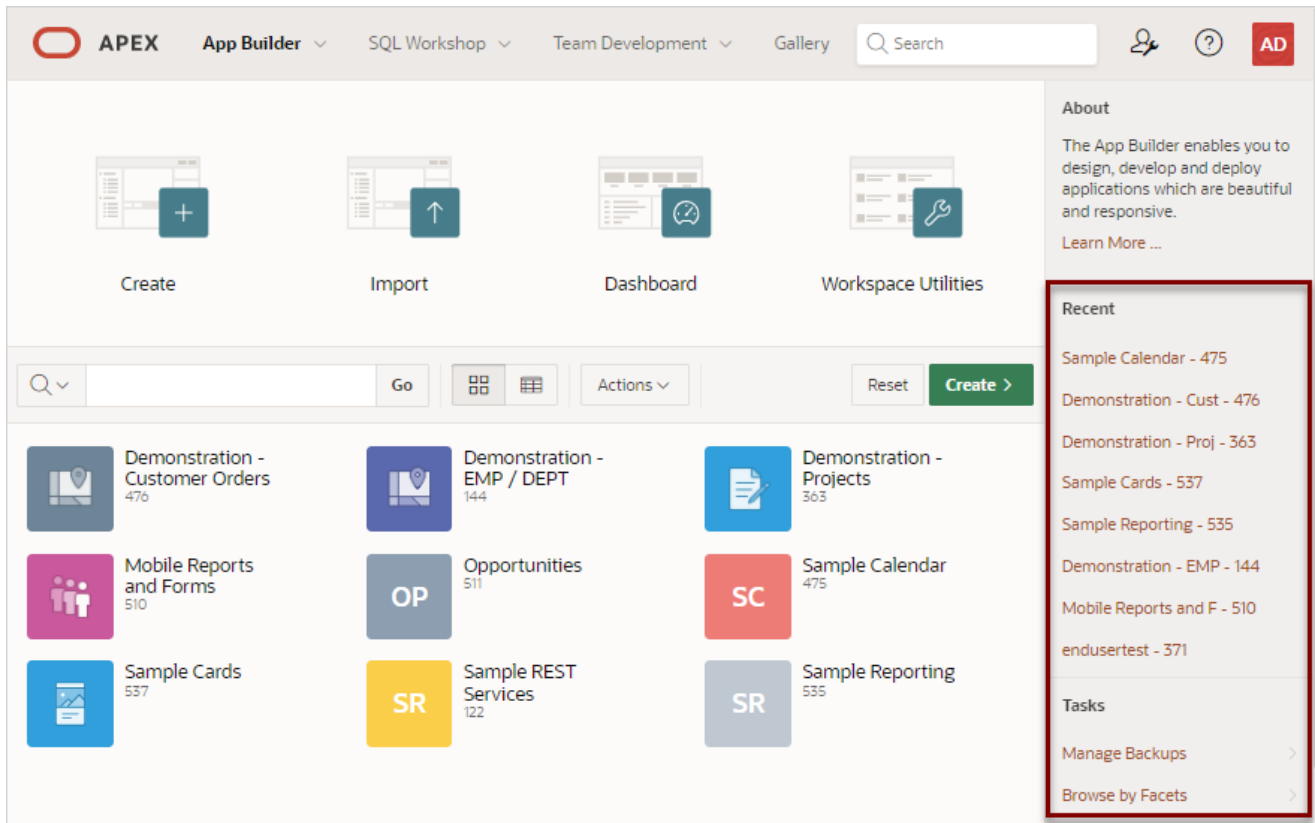 APEX
App Builder
SQL Workshop
Team Development
Gallery
Search
AD
Create
Import
Dashboard
Workspace Utilities
Go
Actions
Reset
Create
Demonstration -
Customer Orders
476
Demonstration -
EMP / DEPT
144
Demonstration -
Projects
363
Mobile Reports
and Forms
510
OP
Opportunities
511
SC
Sample Calendar
475
Sample Cards
537
SR
Sample REST
Services
122
SR
Sample Reporting
535
About
The App Builder enables you to
design, develop and deploy
applications which are beautiful
and responsive.
Learn More ...
Recent
Sample Calendar - 475
Demonstration - Cust - 476
Demonstration - Proj - 363
Sample Cards - 537
Sample Reporting - 535
Demonstration - EMP - 144
Mobile Reports and F - 510
endusertest - 371
Tasks
Manage Backups
Browse by Facets